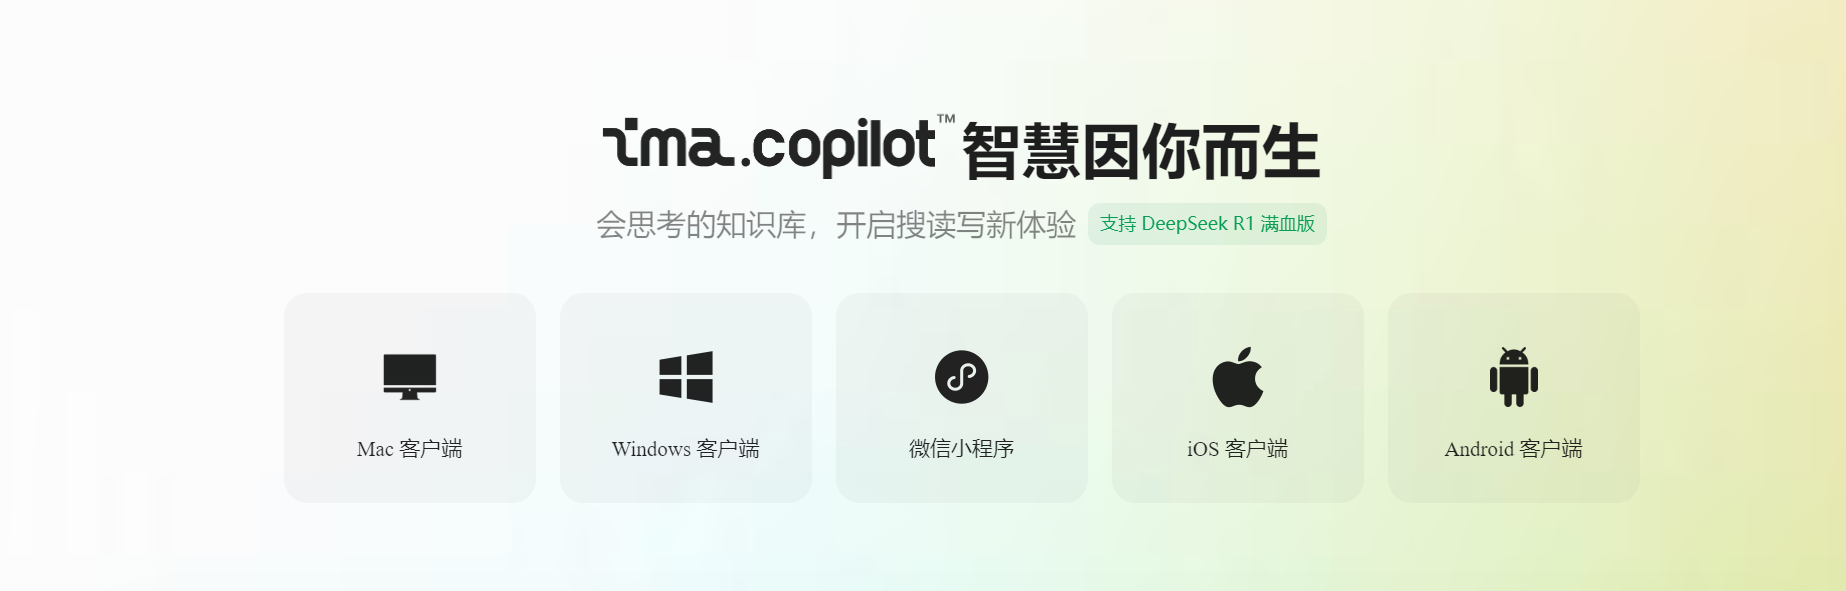 ima.copilot™ 智慧因你而生
会思考的知识库，开启搜读写新体验 支持 DeepSeek R1 满血版
Mac 客户端
Windows 客户端
微信小程序
iOS 客户端
Android 客户端